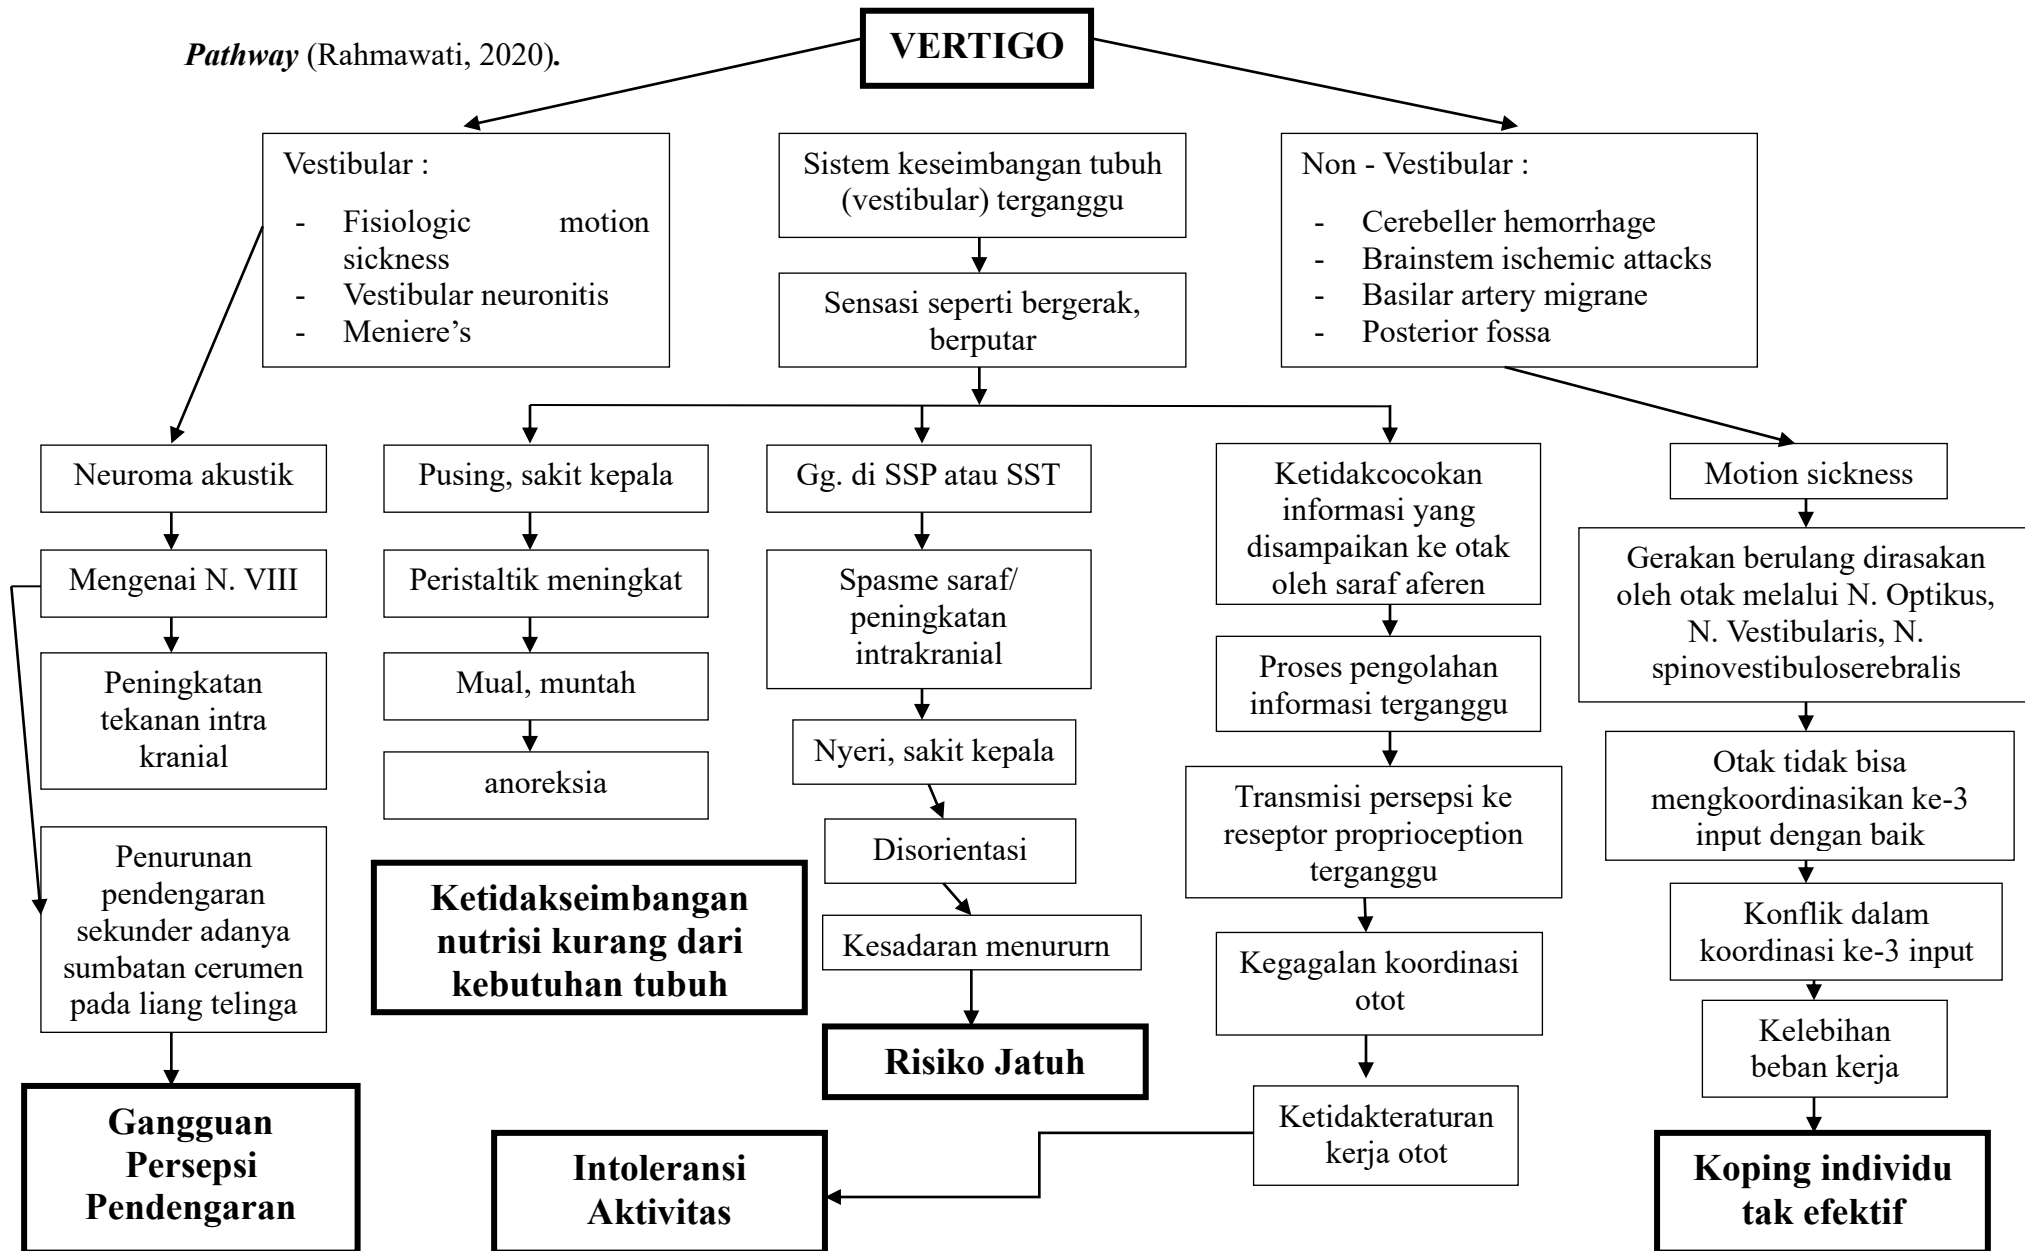 Pathway (Rahmawati, 2020).
VERTIGO
Vestibular :
- Fisiologic motion
sickness
- Vestibular neuronitis
- Meniere’s
Sistem keseimbangan tubuh
(vestibular) terganggu
Sensasi seperti bergerak,
berputar
Non - Vestibular :
- Cerebeller hemorrhage
- Brainstem ischemic attacks
- Basilar artery migrane
- Posterior fossa
Neuroma akustik
Mengenai N. VIII
Peningkatan
tekanan intra
kranial
Penurunan
pendengaran
sekunder adanya
sumbatan cerumen
pada liang telinga
Gangguan
Persepsi
Pendengaran
Pusing, sakit kepala
Peristaltik meningkat
Mual, muntah
anoreksia
Ketidakseimbangan
nutrisi kurang dari
kebutuhan tubuh
Gg. di SSP atau SST
Spasme saraf/
peningkatan
intrakranial
Nyeri, sakit kepala
Disorientasi
Kesadaran menururn
Risiko Jatuh
Ketidakcocokan
informasi yang
disampaikan ke otak
oleh saraf aferen
Proses pengolahan
informasi terganggu
Transmisi persepsi ke
reseptor proprioception
terganggu
Kegagalan koordinasi
otot
Ketidakteraturan
kerja otot
Intoleransi
Aktivitas
Motion sickness
Gerakan berulang dirasakan
oleh otak melalui N. Optikus,
N. Vestibularis, N.
spinovestibuloserebralis
Otak tidak bisa
mengkoordinasikan ke-3
input dengan baik
Konflik dalam
koordinasi ke-3 input
Kelebihan
beban kerja
Koping individu
tak efektif